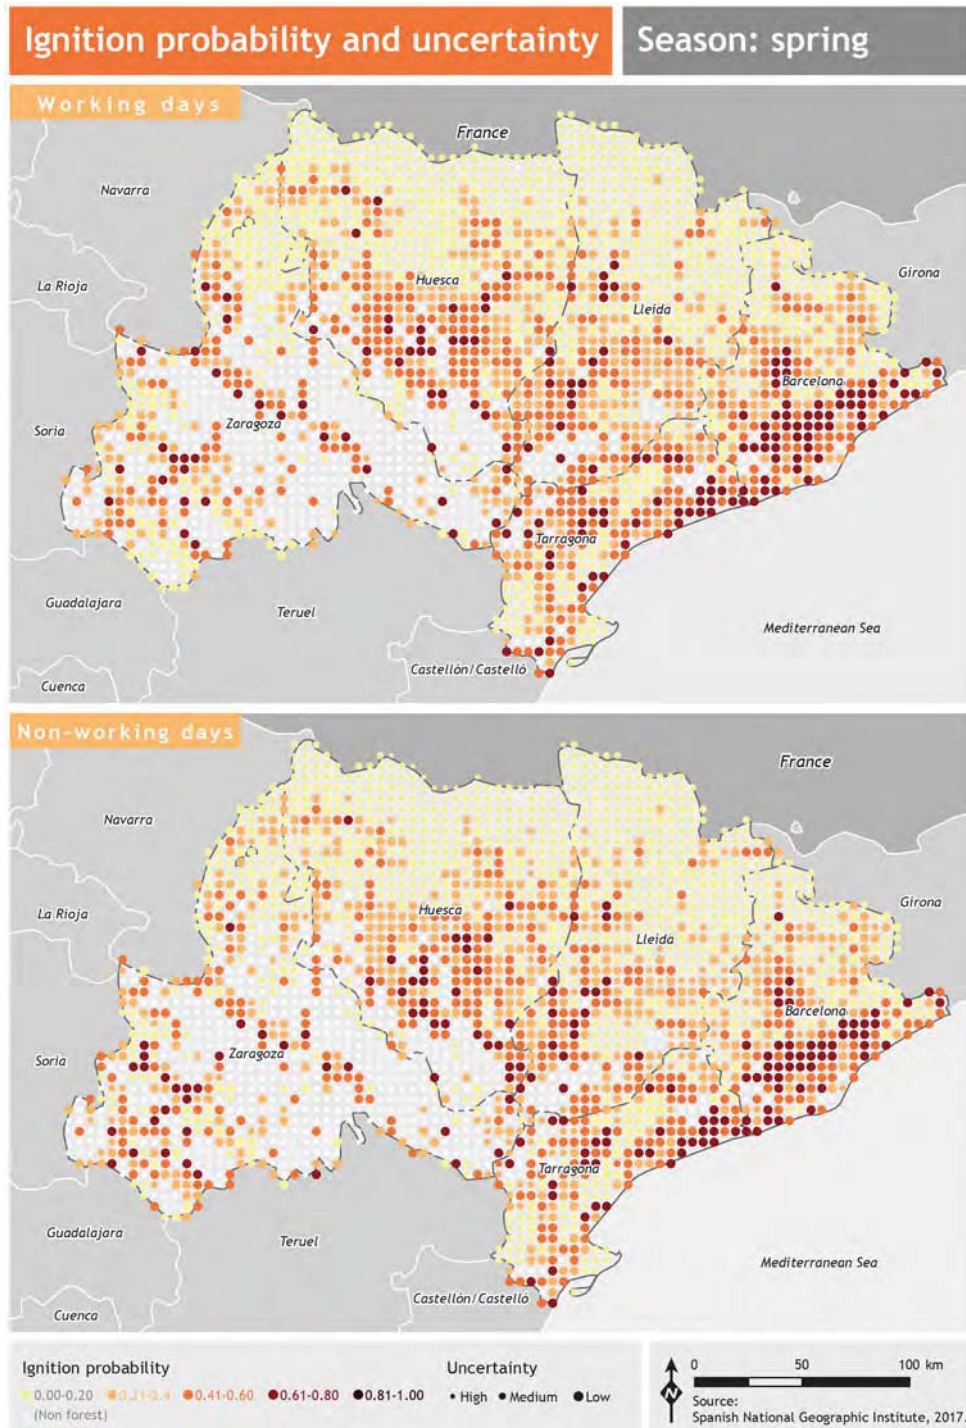 Ignition probability and uncertainty
Season: spring
Working days
France
Navarra
La Rioja
Huesca
Girona
Lleida
Barcelona
Soria
Zaragoza
Tarragona
Guadalajara
Teruel
Mediterranean Sea
Castellón/Castelló
Cuenca
Non-working days
France
Navarra
La Rioja
Huesca
Girona
Lleida
Barcelona
Soria
Zaragoza
Tarragona
Guadalajara
Teruel
Mediterranean Sea
Castellón/Castelló
Cuenca
Ignition probability
0.00-0.20 0.21-0.4 0.41-0.60 0.61-0.80 0.81-1.00
(Non forest)
Uncertainty
High Medium Low
N
0 50 100 km
Source:
Spanish National Geographic Institute, 2017